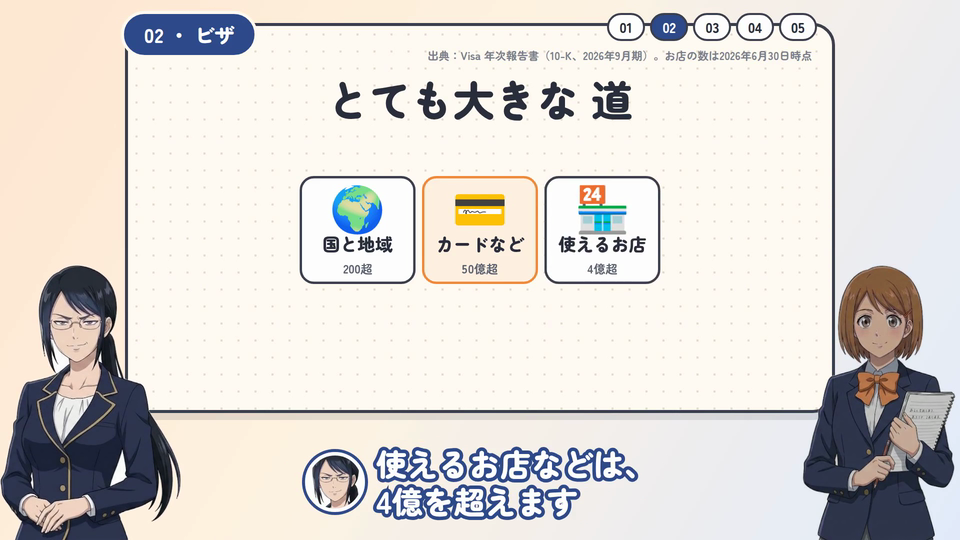 02 ・ ビザ
01 02 03 04 05
出典：Visa 年次報告書（10-K、2026年9月期）。お店の数は2026年6月30日時点
とても大きな 道
24
国と地域
200超
カードなど
50億超
使えるお店
4億超
使えるお店などは、
4億を超えます